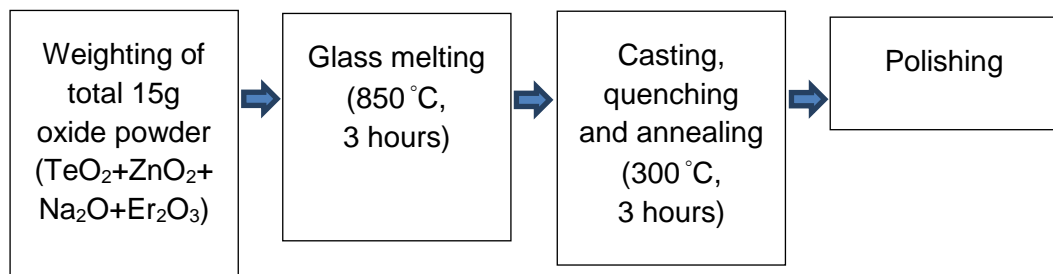 Weighting of
total 15g
oxide powder
(TeO₂+ZnO₂+
Na₂O+Er₂O₃)
Glass melting
(850 °C,
3 hours)
Casting,
quenching
and annealing
(300 °C,
3 hours)
Polishing